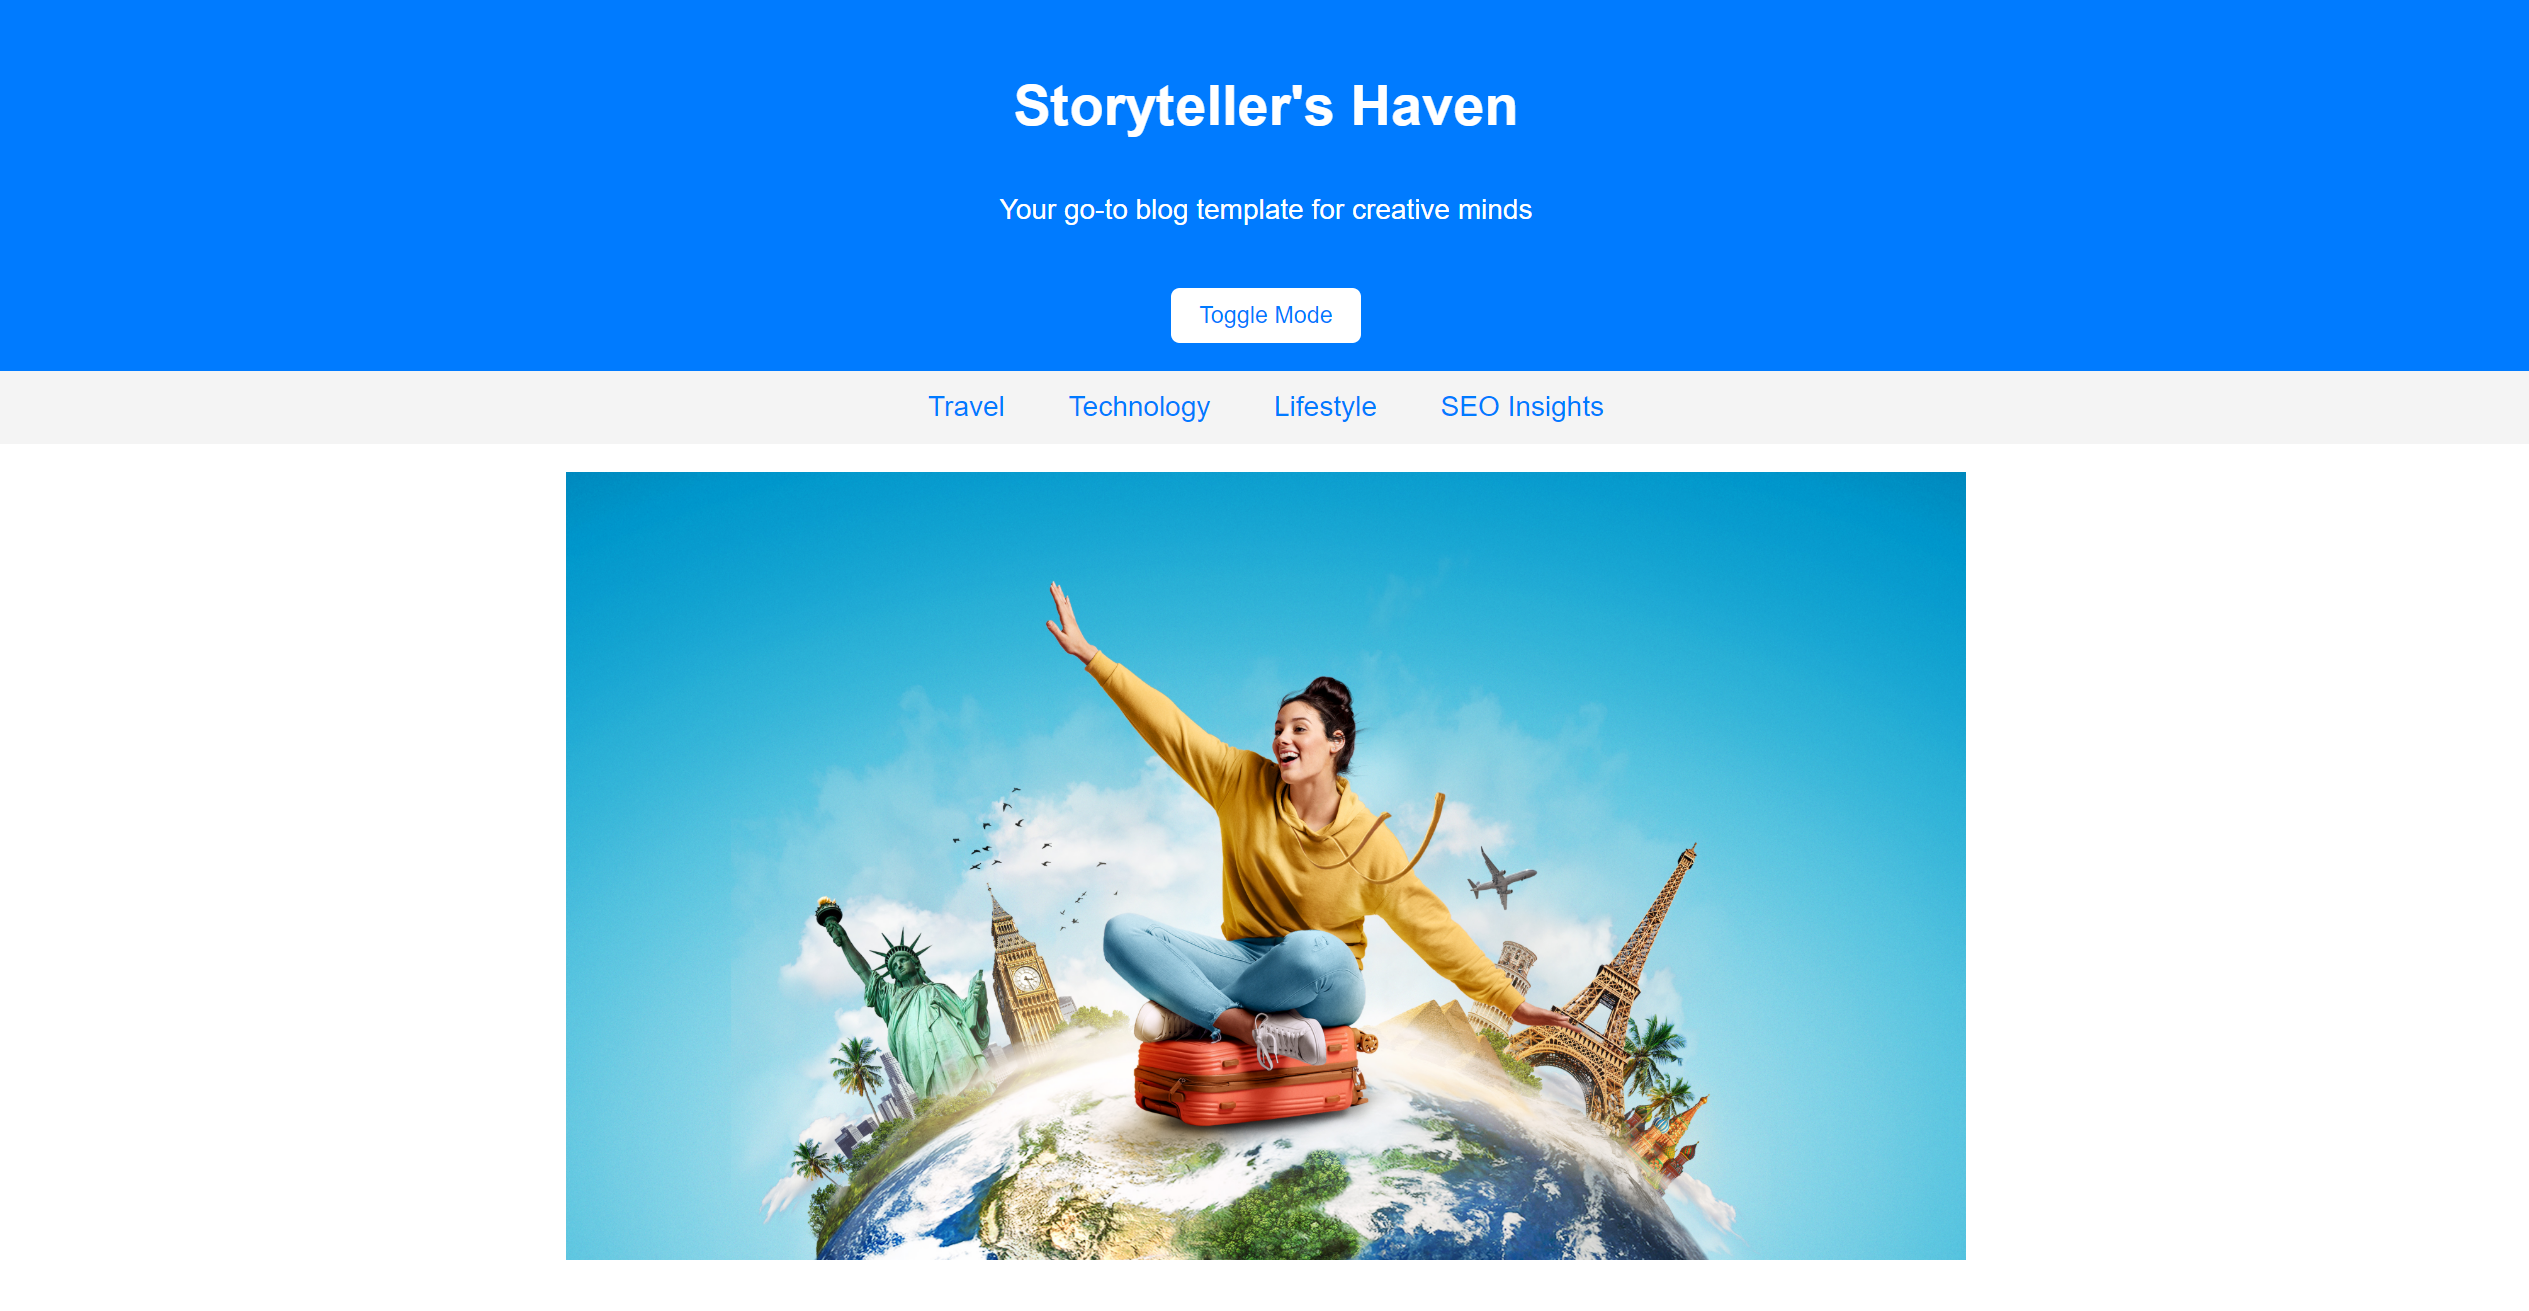 Storyteller's Haven
Your go-to blog template for creative minds
Toggle Mode
Travel Technology Lifestyle SEO Insights